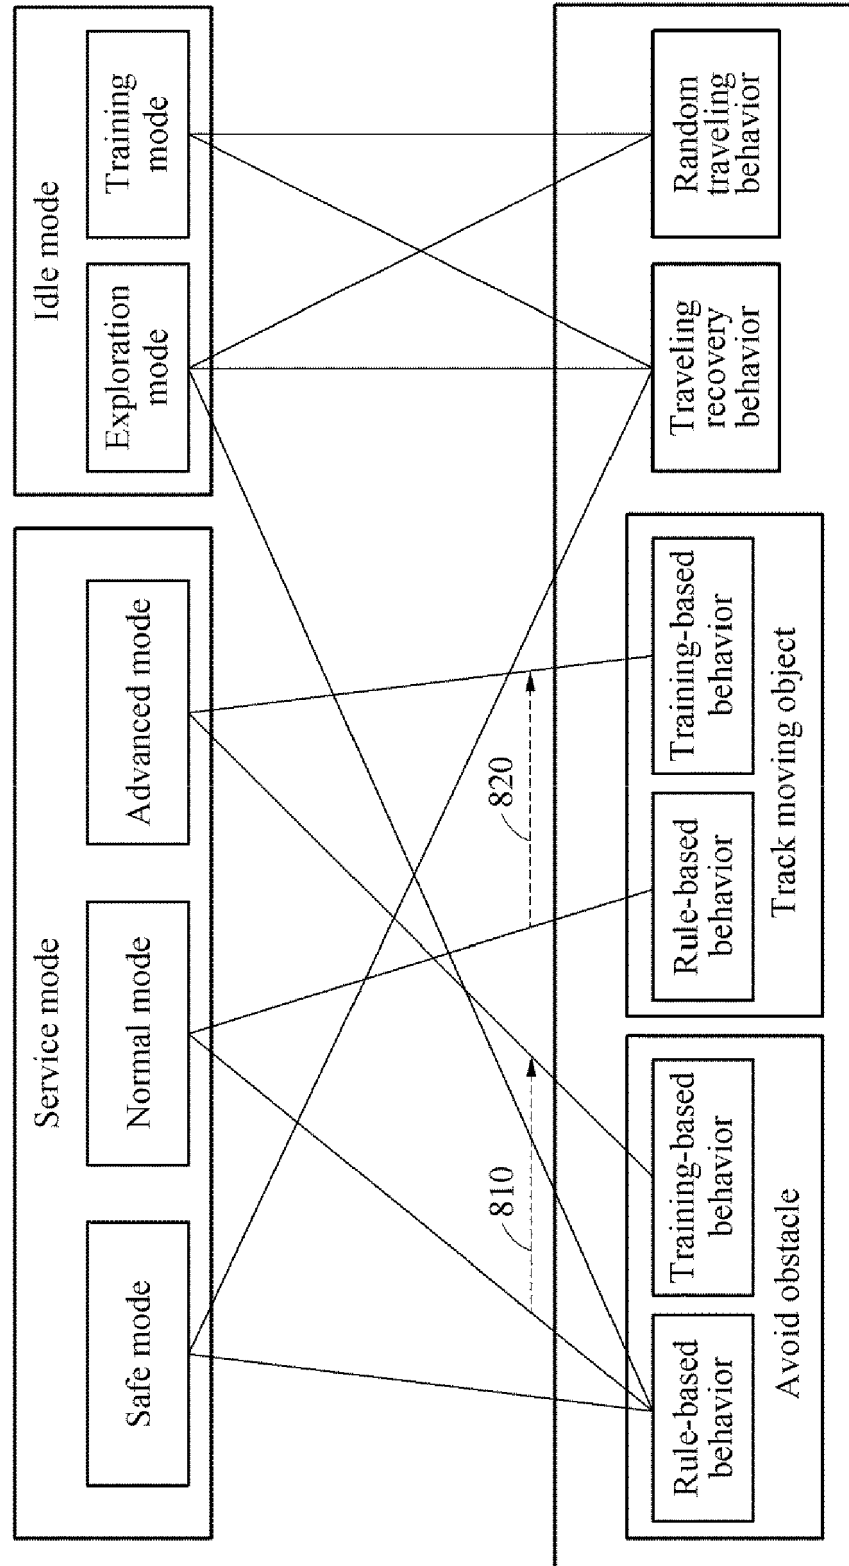 Service mode
Idle mode
Safe mode
Normal mode
Advanced mode
Exploration
mode
Training
mode
810
820
Rule-based
behavior
Training-based
behavior
Avoid obstacle
Rule-based
behavior
Training-based
behavior
Track moving object
Traveling
recovery
behavior
Random
traveling
behavior